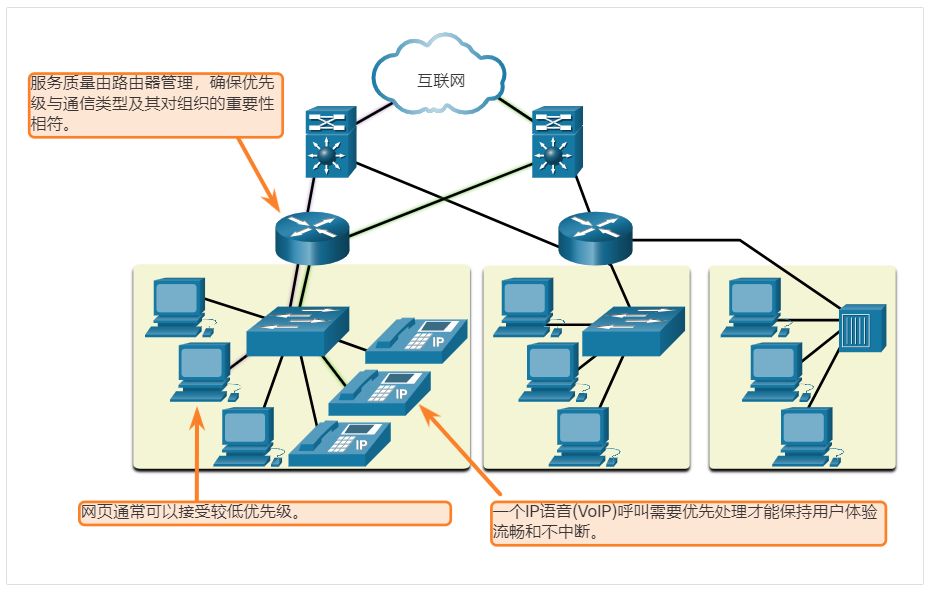 互联网
服务质量由路由器管理，确保优先
级与通信类型及其对组织的重要性
相符。
IP
IP
IP
网页通常可以接受较低优先级。
一个IP语音(VoIP)呼叫需要优先处理才能保持用户体验
流畅和不中断。